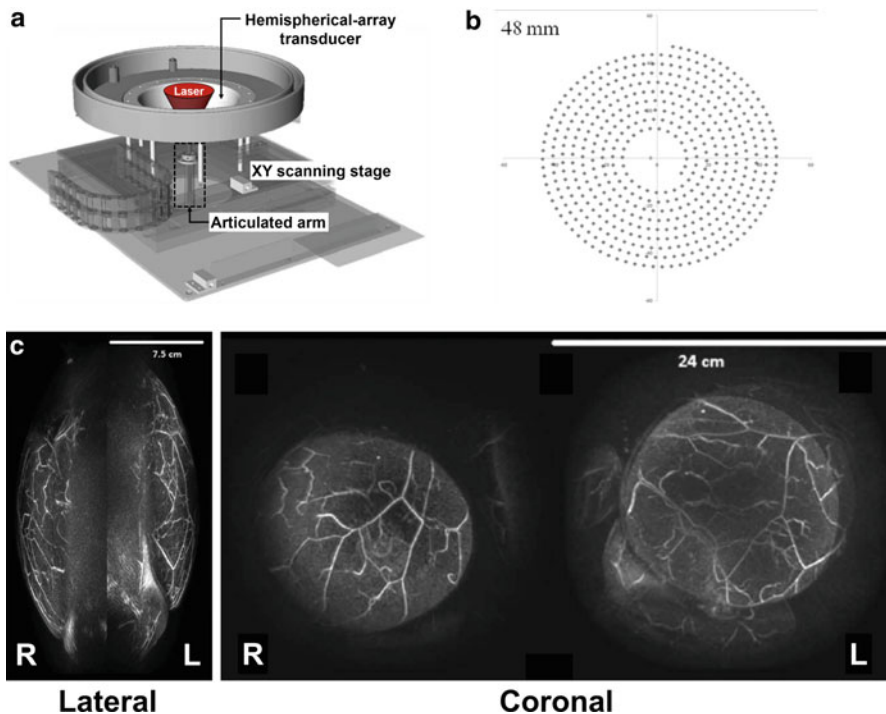 a
Hemispherical-array
transducer
Laser
XY scanning stage
Articulated arm
b
48 mm
c
7.5 cm
R
L
Lateral
24 cm
R
L
Coronal